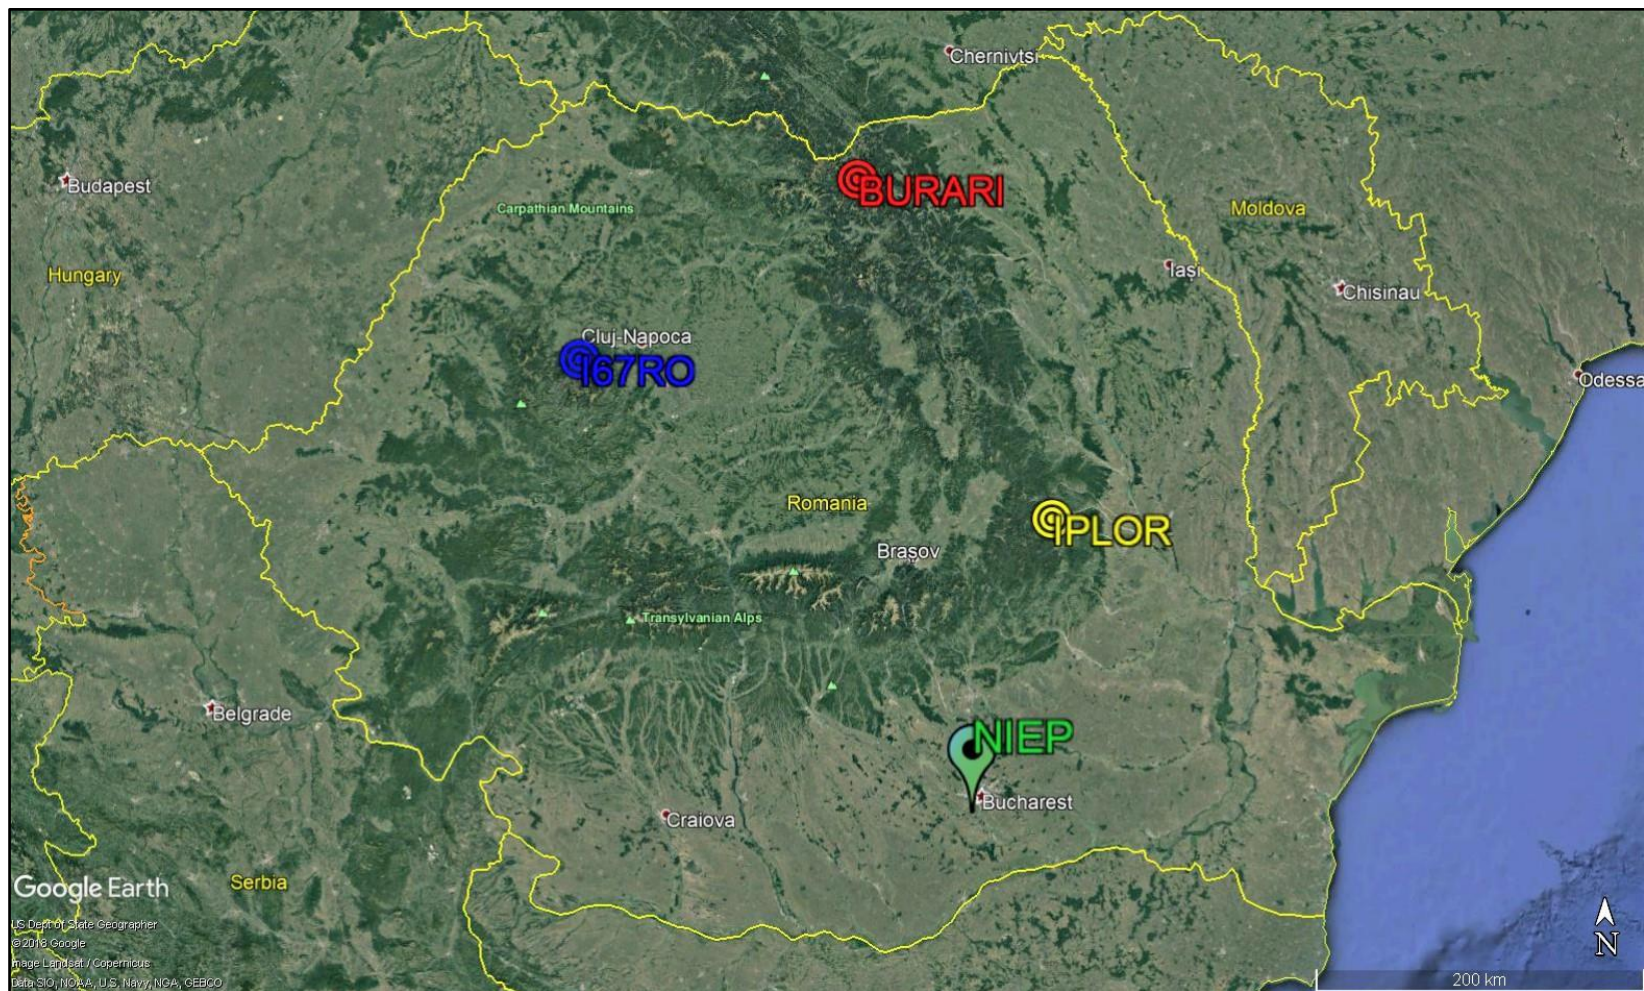 Chernivtsi
Budapest
BURARI
Carpathian Mountains
Moldova
Iași
Hungary
Chisinau
Cluj-Napoca
I67RO
Odessa
Romania
IPLOR
Brașov
Transylvanian Alps
Belgrade
NIEP
Bucharest
Craiova
Serbia
Google Earth
US Dept of State Geographer
© 2018 Google
Image Landsat / Copernicus
Data SIO, NOAA, U.S. Navy, NGA, GEBCO
N
200 km